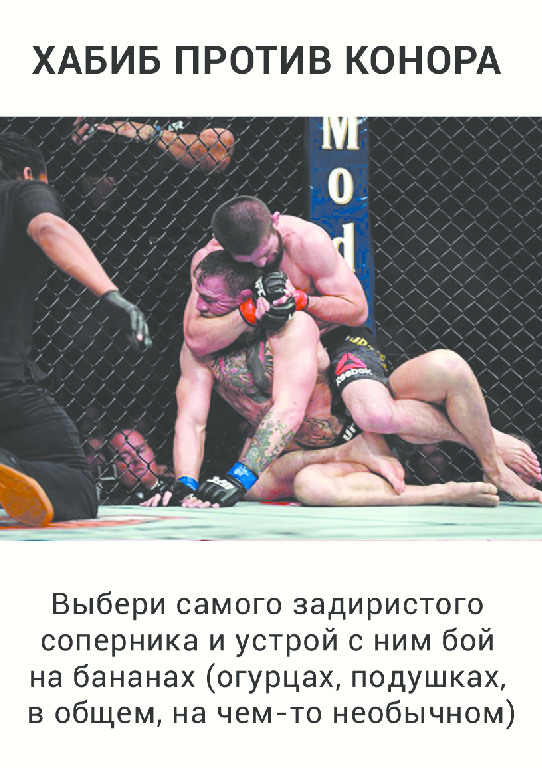 ХАБИБ ПРОТИВ КОНОРА
M
o
d
Reebok
Выбери самого задиристого
соперника и устрой с ним бой
на бананах (огурцах, подушках,
в общем, на чем-то необычном)